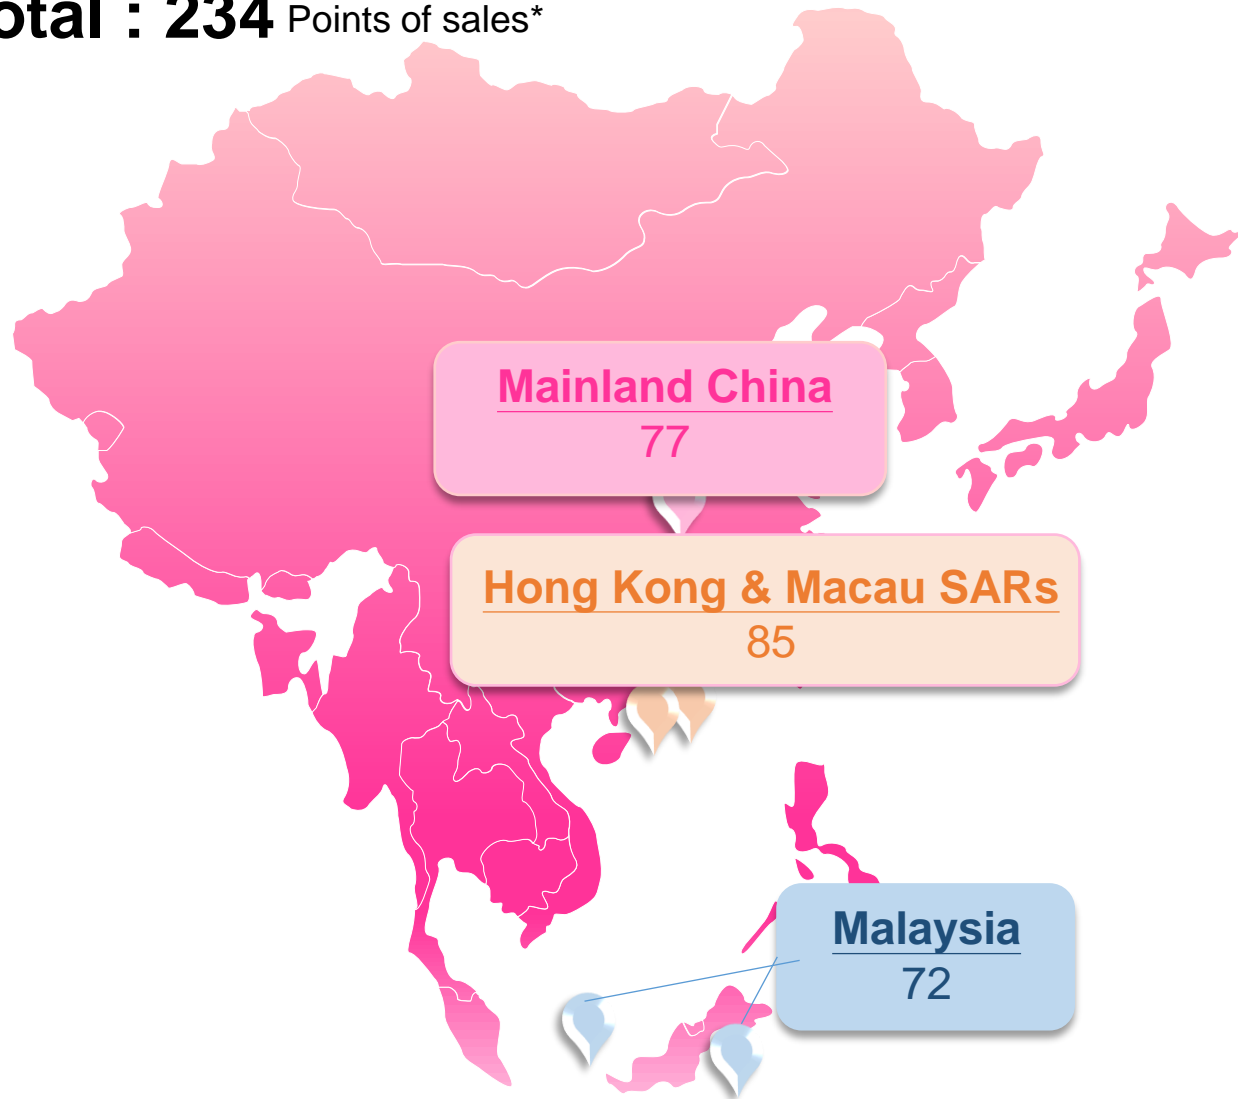 otal : 234 Points of sales*
Mainland China
77
Hong Kong & Macau SARs
85
Malaysia
72